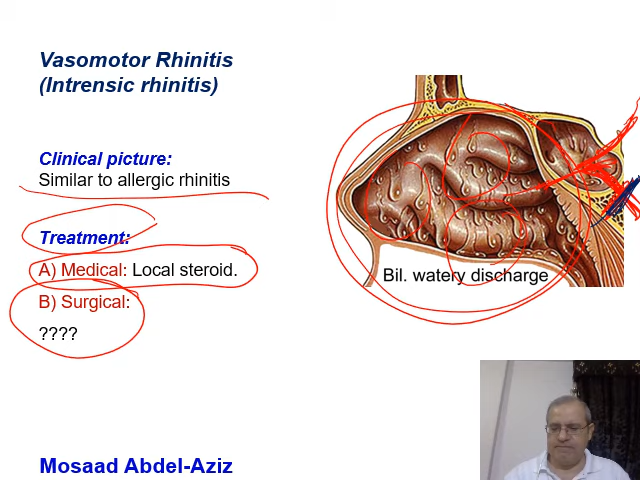 Vasomotor Rhinitis
(Intrensic rhinitis)
Clinical picture:
Similar to allergic rhinitis
Treatment:
A) Medical: Local steroid.
B) Surgical:
????
Bil. watery discharge
Mosaad Abdel-Aziz